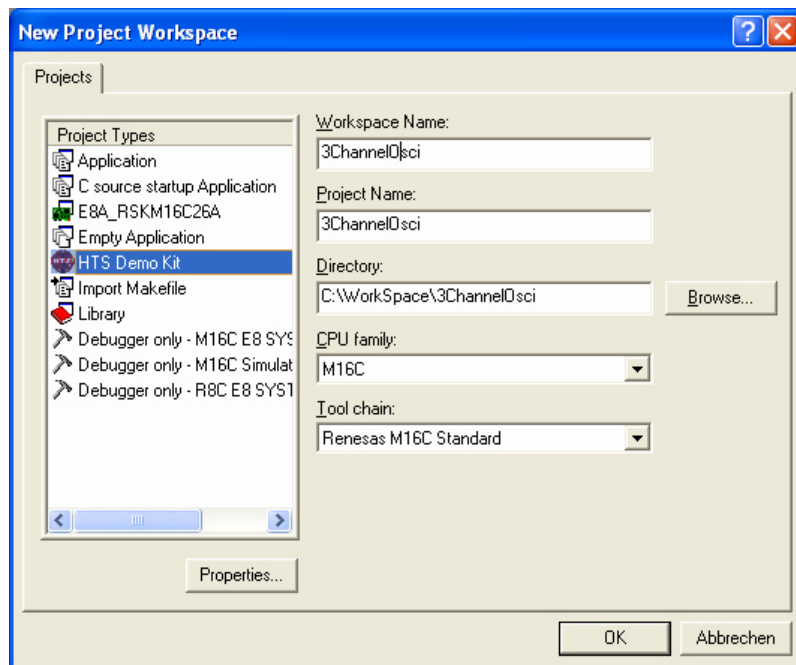 New Project Workspace
Projects
Project Types
Application
C source startup Application
E8A_RSKM16C26A
Empty Application
HTS Demo Kit
Import Makefile
Library
Debugger only - M16C E8 SYS
Debugger only - M16C Simulat
Debugger only - R8C E8 SYST
Properties...
Workspace Name:
3ChannelOsci
Project Name:
3ChannelOsci
Directory:
C:\WorkSpace\3ChannelOsci
Browse...
CPU family:
M16C
Tool chain:
Renesas M16C Standard
OK
Abbrechen